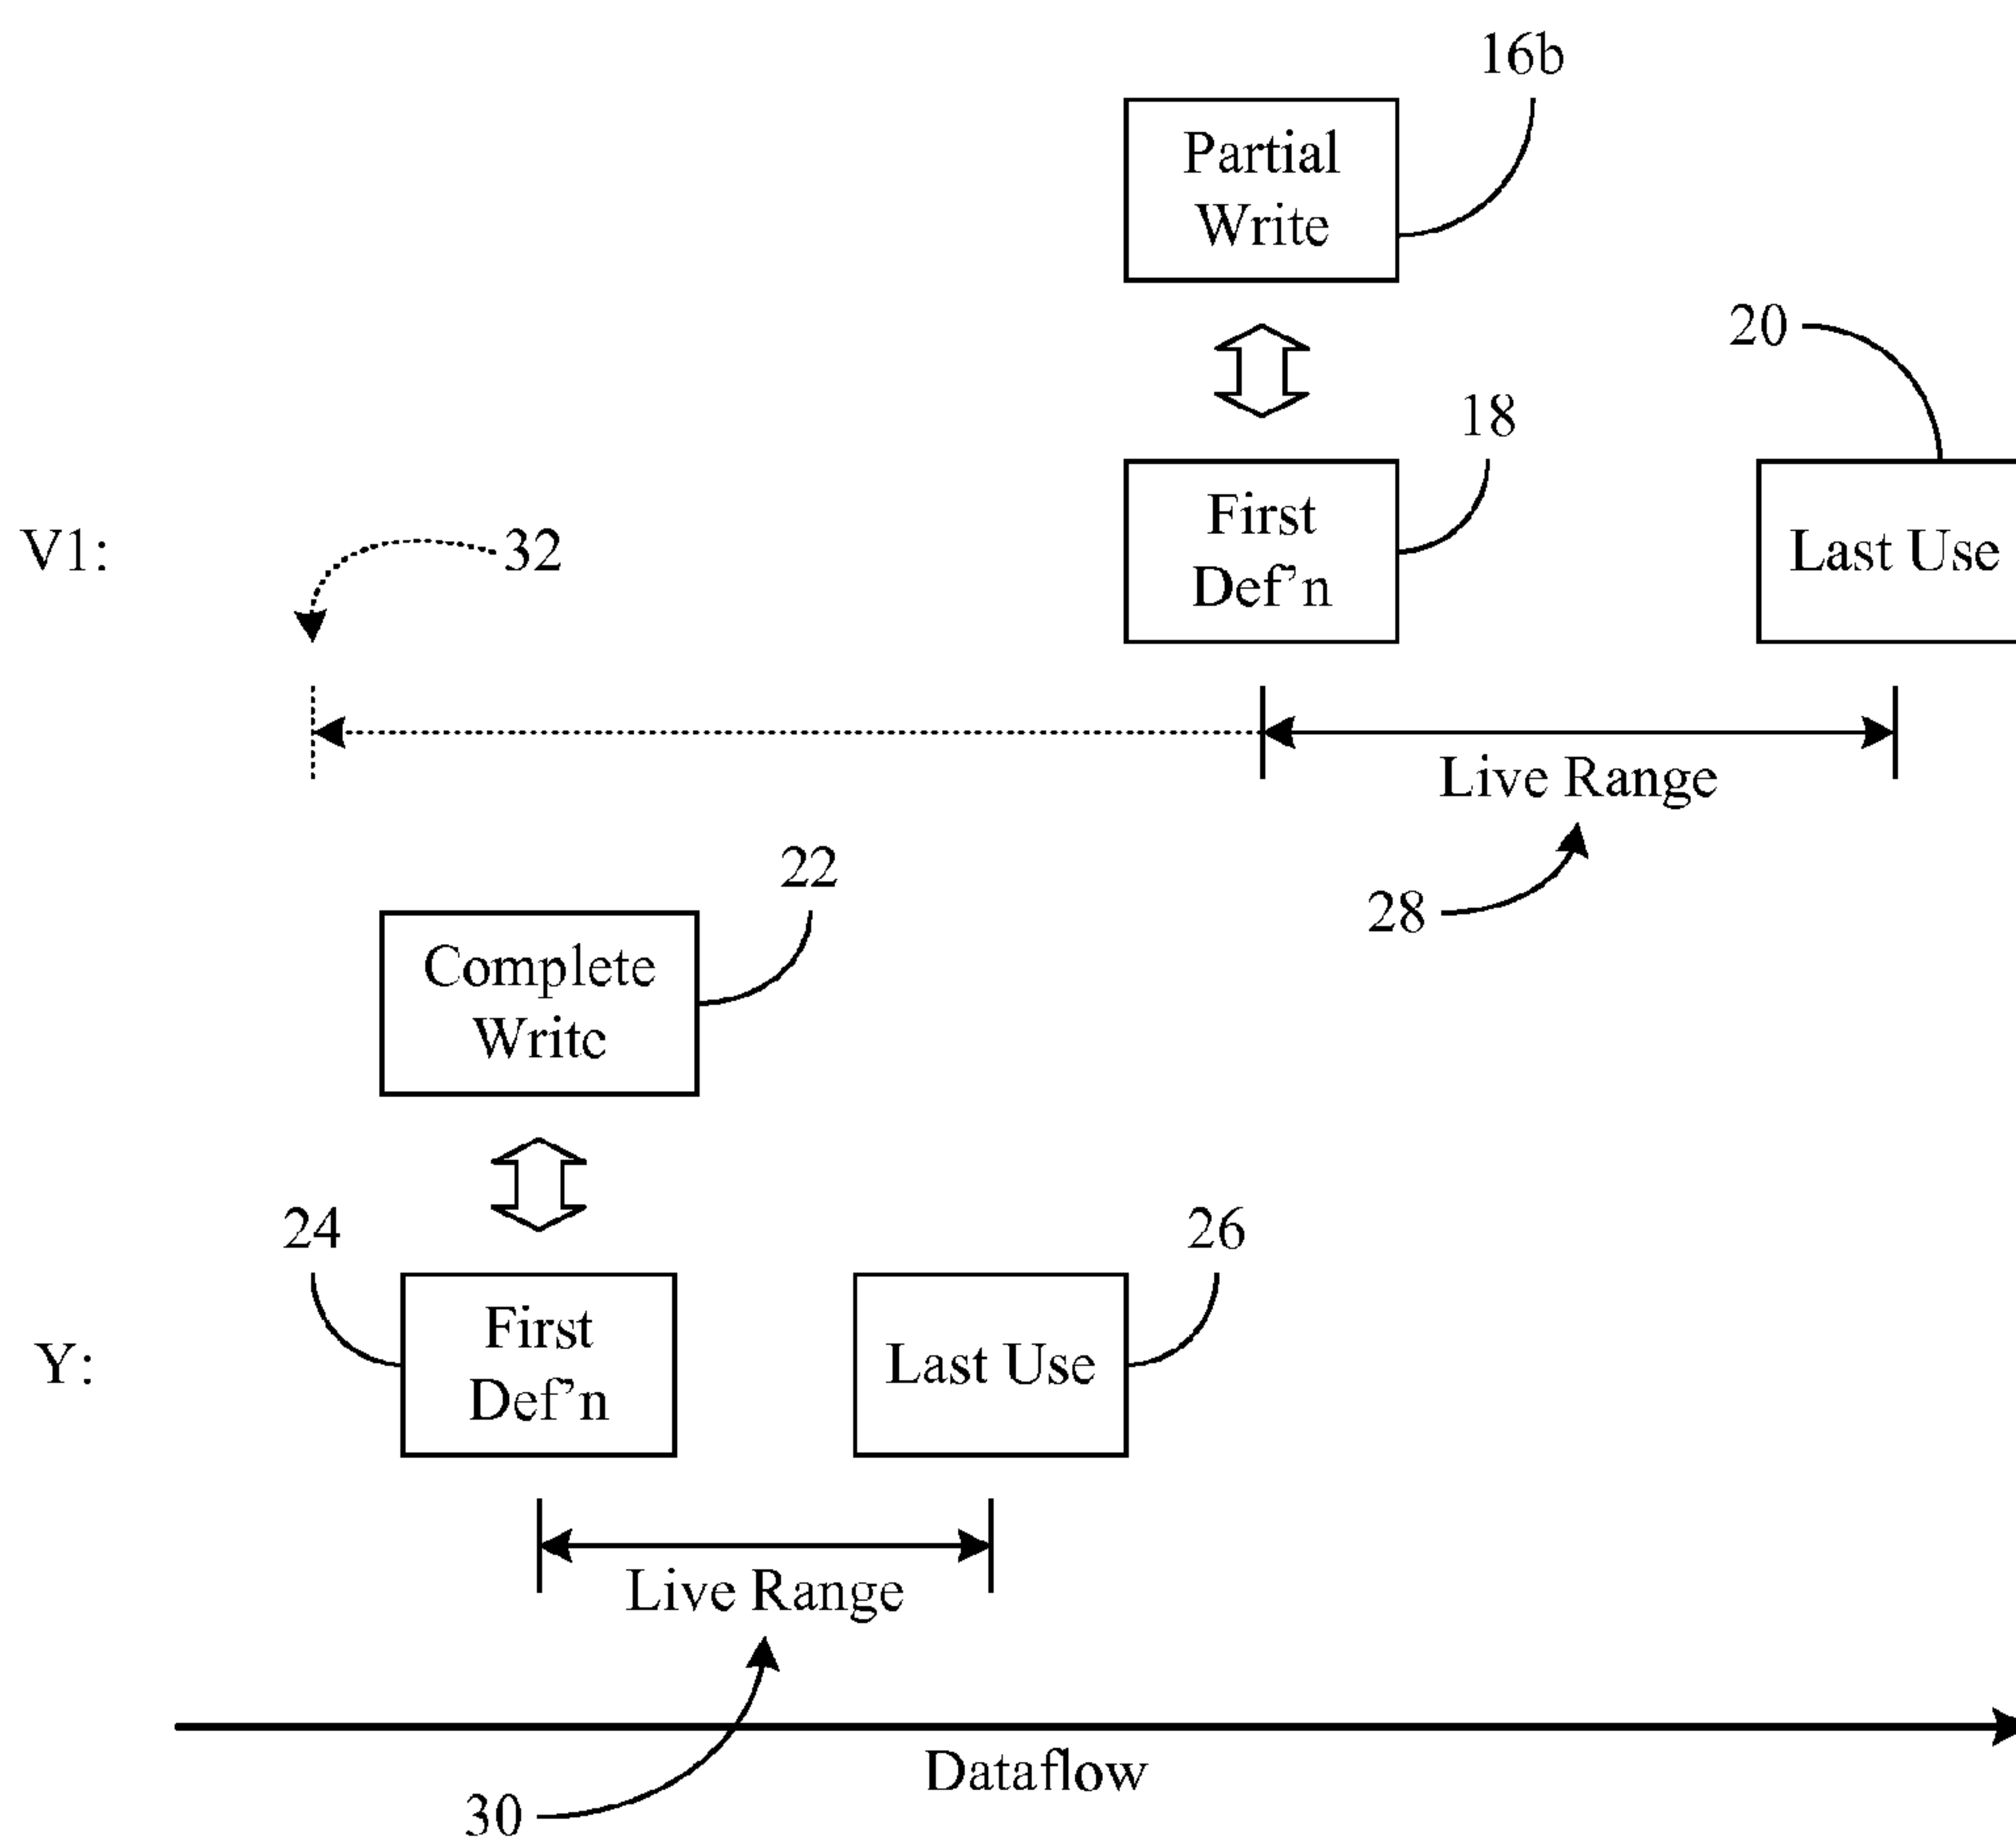 16b
Partial
Write
20
18
V1:
32
First
Def’n
Last Use
Live Range
22
28
Complete
Write
24
26
Y:
First
Def’n
Last Use
Live Range
Dataflow
30